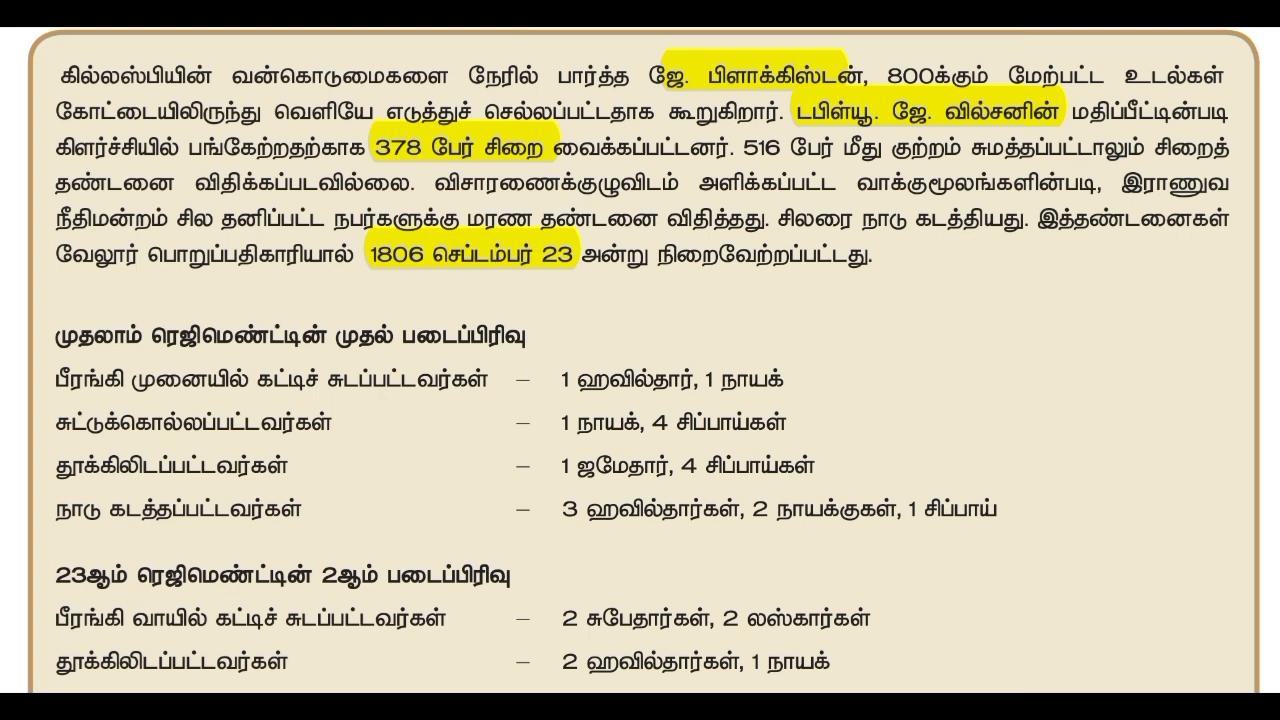 கில்லஸ்பியின் வன்கொடுமைகளை நேரில் பார்த்த ஜே. பிளாக்கிஸ்டன், 800க்கும் மேற்பட்ட உடல்கள்
கோட்டையிலிருந்து வெளியே எடுத்துச் செல்லப்பட்டதாக கூறுகிறார். டபிள்யூ. ஜே. வில்சனின் மதிப்பீட்டின்படி
கிளர்ச்சியில் பங்கேற்றதற்காக 378 பேர் சிறை வைக்கப்பட்டனர். 516 பேர் மீது குற்றம் சுமத்தப்பட்டாலும் சிறைத்
தண்டனை விதிக்கப்படவில்லை. விசாரணைக்குழுவிடம் அளிக்கப்பட்ட வாக்குமூலங்களின்படி, இராணுவ
நீதிமன்றம் சில தனிப்பட்ட நபர்களுக்கு மரண தண்டனை விதித்தது. சிலரை நாடு கடத்தியது. இத்தண்டனைகள்
வேலூர் பொறுப்பதிகாரியால் 1806 செப்டம்பர் 23 அன்று நிறைவேற்றப்பட்டது.
முதலாம் ரெஜிமெண்ட்டின் முதல் படைப்பிரிவு
பீரங்கி முனையில் கட்டிச் சுடப்பட்டவர்கள் – 1 ஹவில்தார், 1 நாயக்
சுட்டுக்கொல்லப்பட்டவர்கள் – 1 நாயக், 4 சிப்பாய்கள்
தூக்கிலிடப்பட்டவர்கள் – 1 ஜமேதார், 4 சிப்பாய்கள்
நாடு கடத்தப்பட்டவர்கள் – 3 ஹவில்தார்கள், 2 நாயக்குகள், 1 சிப்பாய்
23ஆம் ரெஜிமெண்ட்டின் 2ஆம் படைப்பிரிவு
பீரங்கி வாயில் கட்டிச் சுடப்பட்டவர்கள் – 2 சுபேதார்கள், 2 லஸ்கார்கள்
தூக்கிலிடப்பட்டவர்கள் – 2 ஹவில்தார்கள், 1 நாயக்